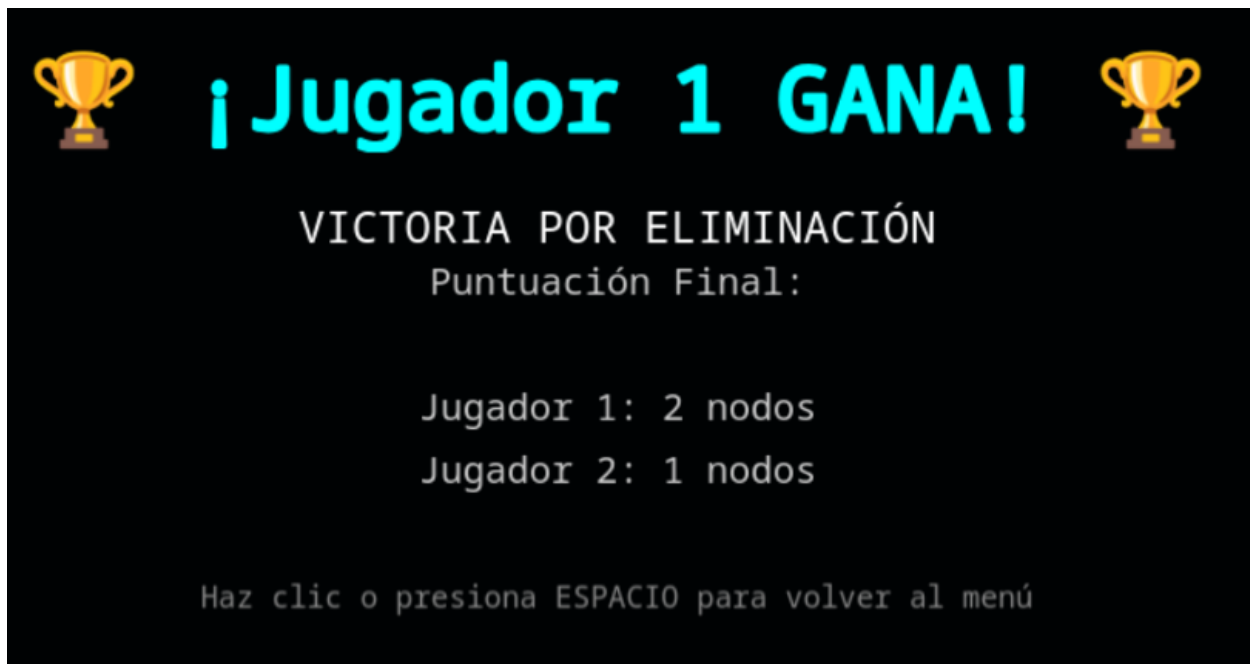 ¡Jugador 1 GANA!
VICTORIA POR ELIMINACIÓN
Puntuación Final:
Jugador 1: 2 nodos
Jugador 2: 1 nodos
Haz clic o presiona ESPACIO para volver al menú